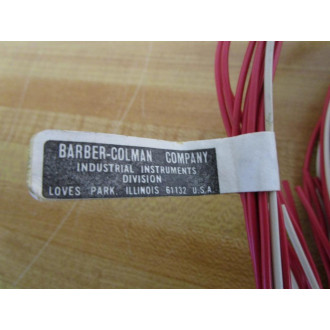 BARBER-COLMAN COMPANY
INDUSTRIAL INSTRUMENTS
DIVISION
LOVES PARK, ILLINOIS 61132 U.S.A.